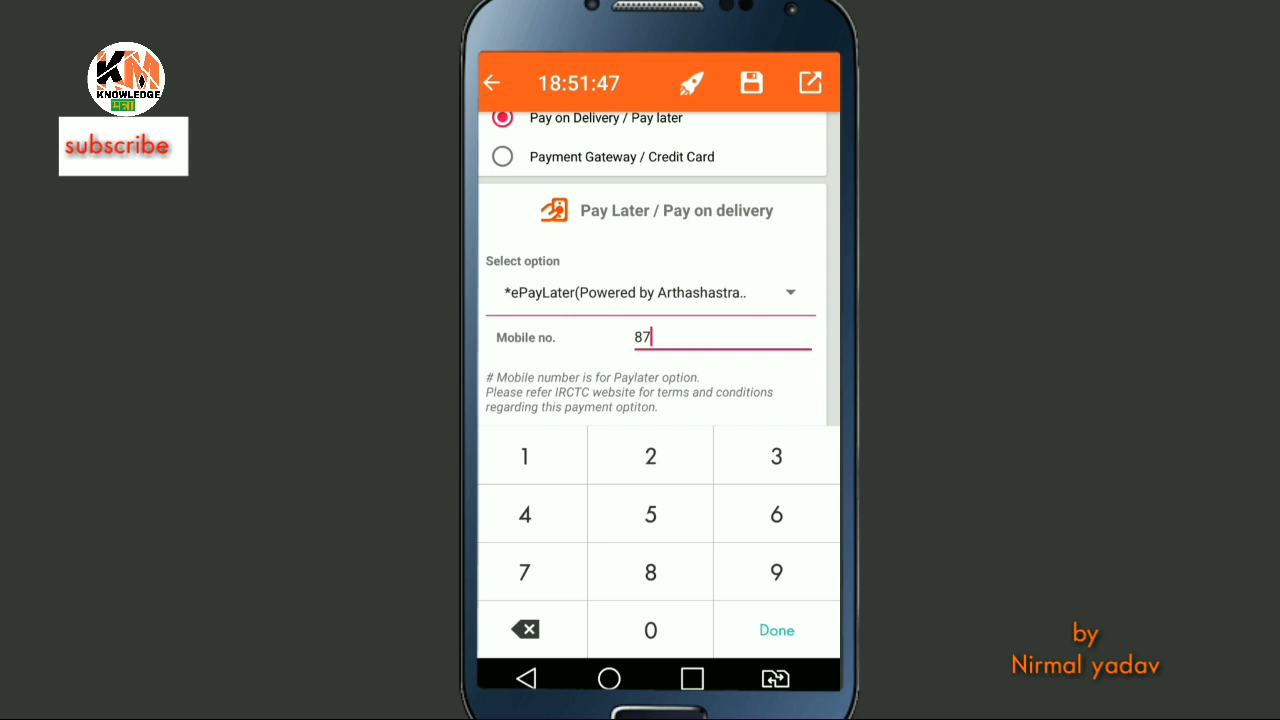 KM
KNOWLEDGE
subscribe
18:51:47
Pay on Delivery / Pay later
Payment Gateway / Credit Card
Pay Later / Pay on delivery
Select option
*ePayLater(Powered by Arthashastra..
Mobile no.
87
# Mobile number is for Paylater option.
Please refer IRCTC website for terms and conditions
regarding this payment optiton.
1 2 3
4 5 6
7 8 9
0 Done
by
Nirmal yadav